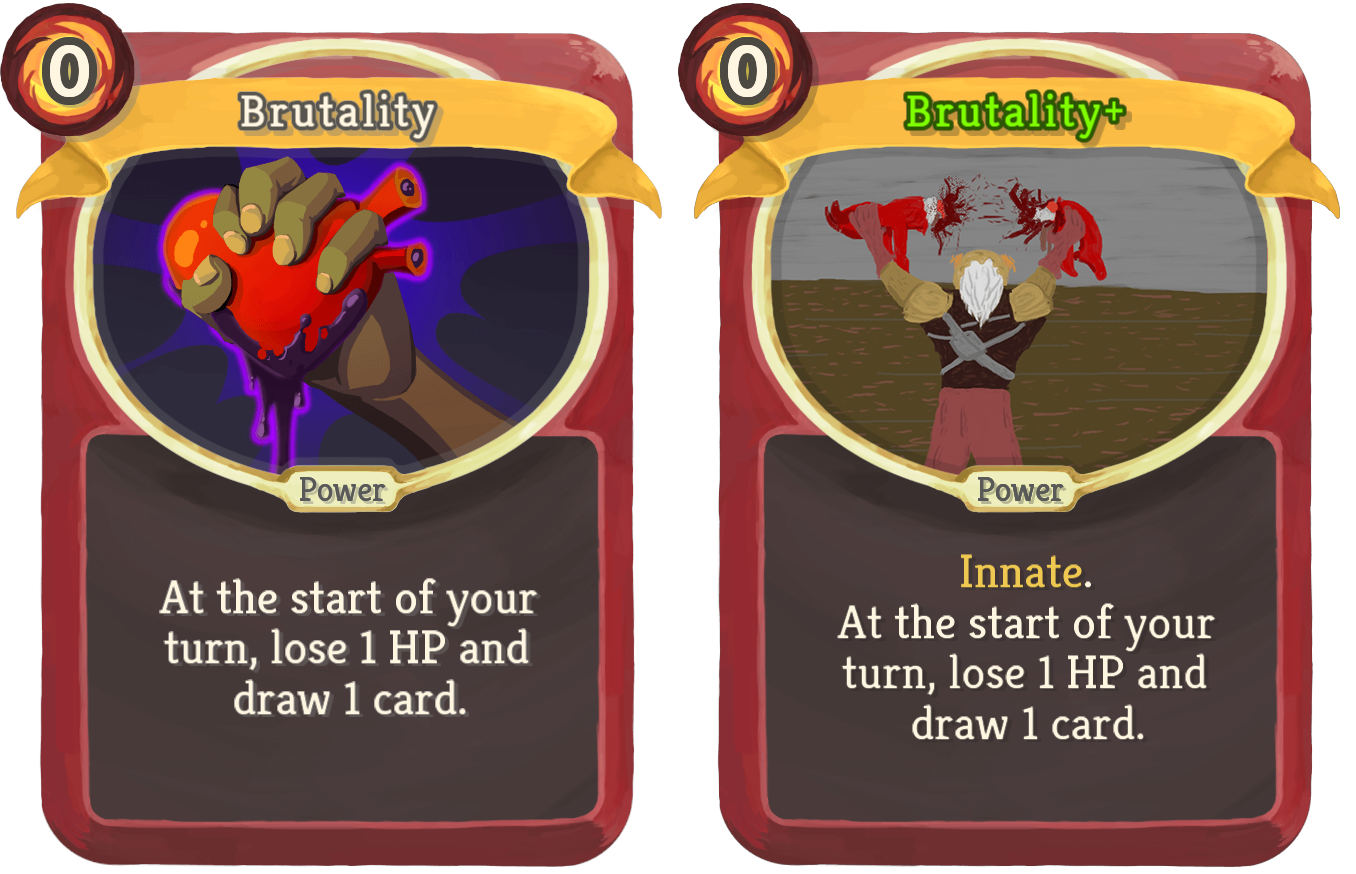 0
Brutality
Power
At the start of your
turn, lose 1 HP and
draw 1 card.
0
Brutality+
Power
Innate.
At the start of your
turn, lose 1 HP and
draw 1 card.